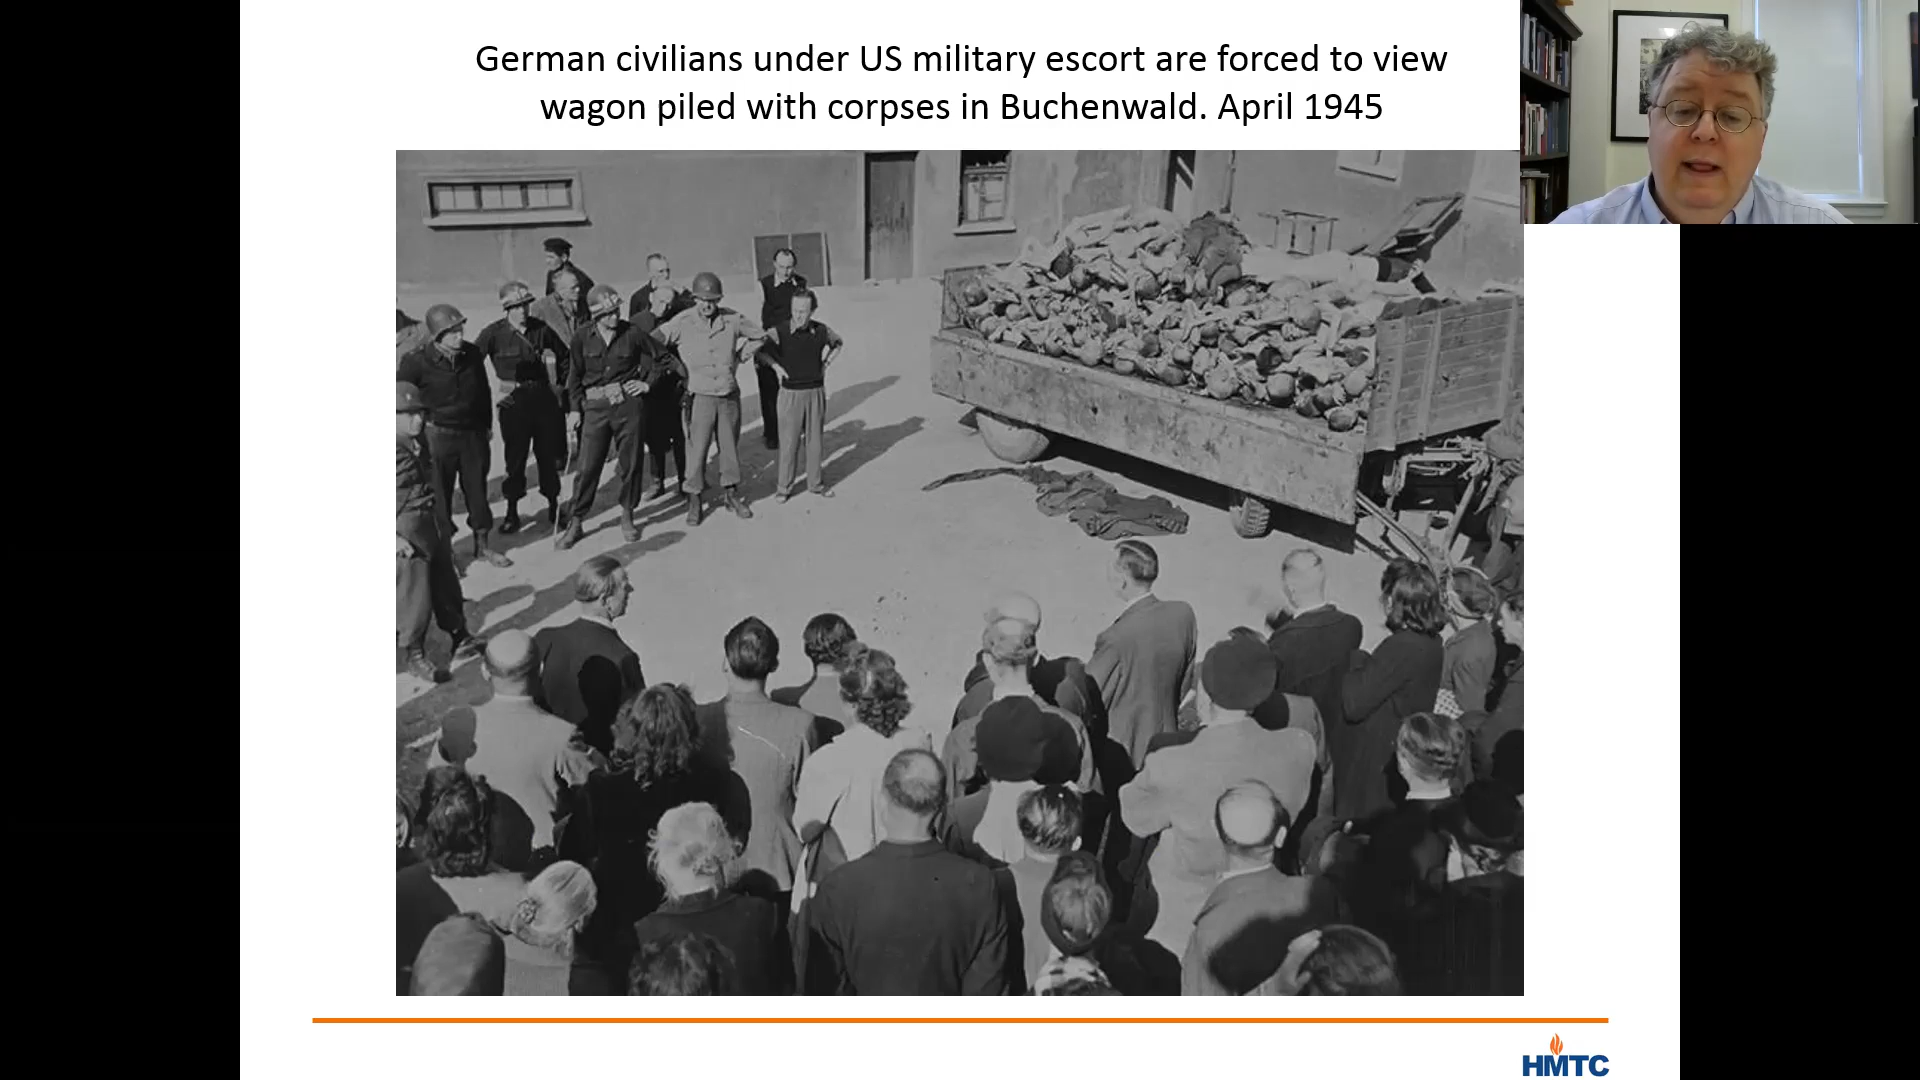 German civilians under US military escort are forced to view
wagon piled with corpses in Buchenwald. April 1945
HMTC